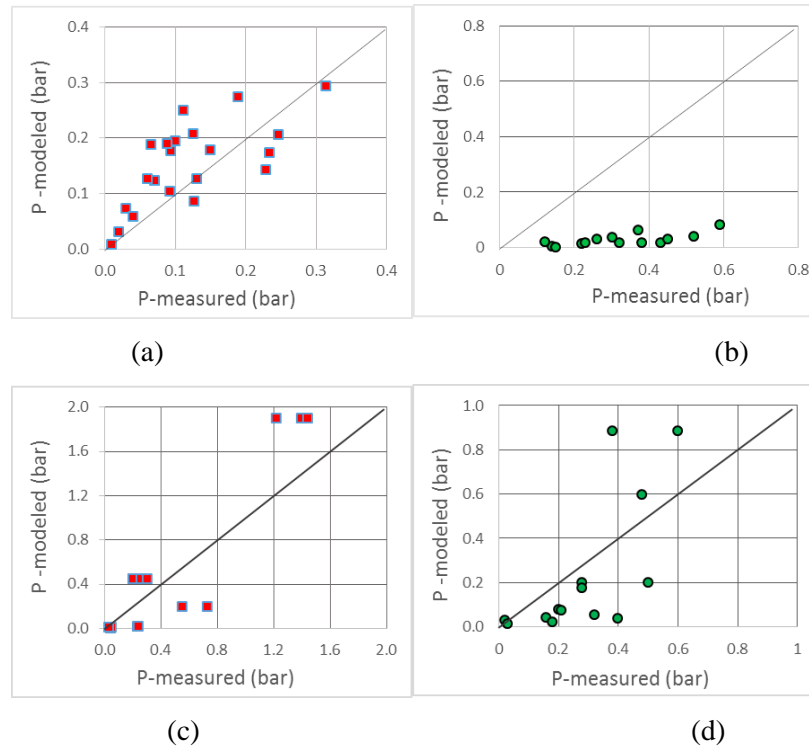 0.4
0.3
0.2
0.1
0.0
0.0 0.1 0.2 0.3 0.4
P -modeled (bar)
P-measured (bar)
(a)
0.8
0.6
0.4
0.2
0
0 0.2 0.4 0.6 0.8
P -modeled (bar)
P-measured (bar)
(b)
2.0
1.6
1.2
0.8
0.4
0.0
0.0 0.4 0.8 1.2 1.6 2.0
P -modeled (bar)
P-measured (bar)
(c)
1.0
0.8
0.6
0.4
0.2
0.0
0 0.2 0.4 0.6 0.8 1
P -modeled (bar)
P-measured (bar)
(d)